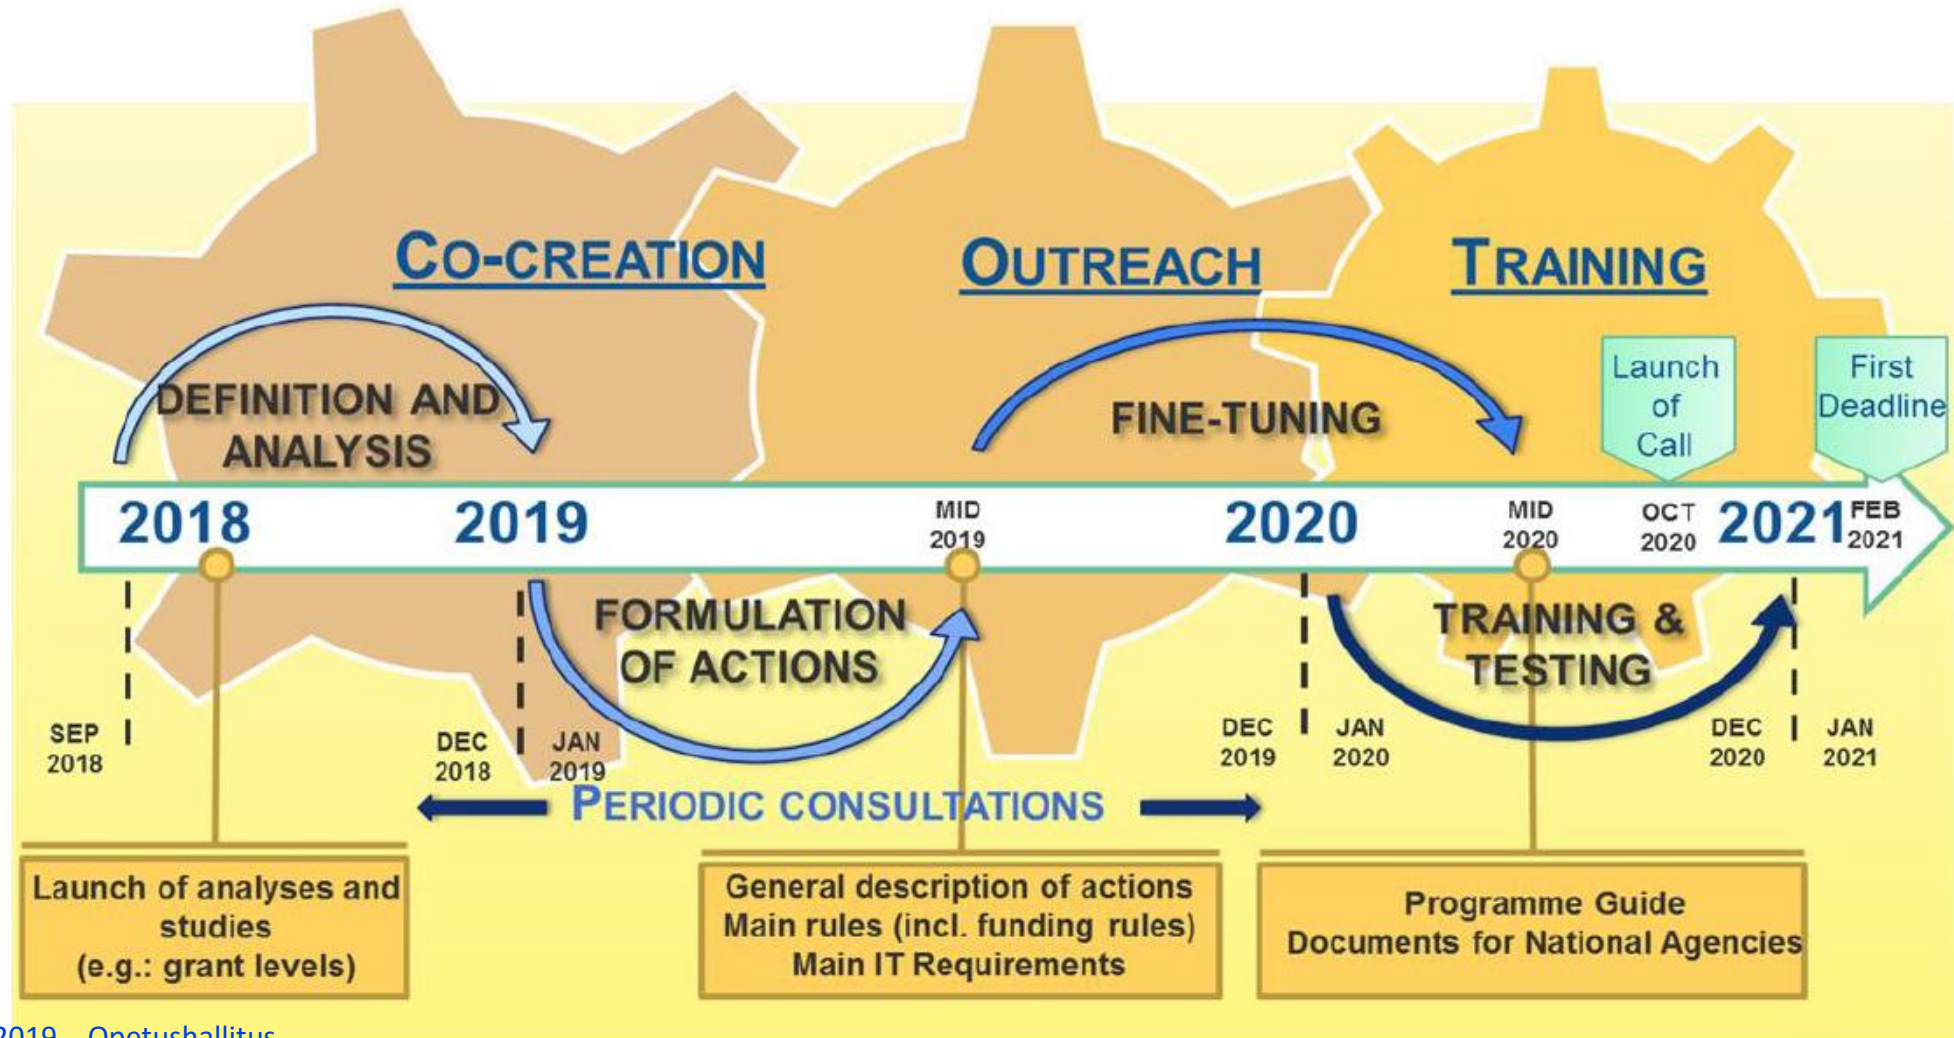 CO-CREATION
OUTREACH
TRAINING
DEFINITION AND
ANALYSIS
FINE-TUNING
Launch
of
Call
First
Deadline
2018
2019
MID
2019
2020
MID
2020
OCT
2020
2021
FEB
2021
FORMULATION
OF ACTIONS
TRAINING &
TESTING
SEP
2018
DEC
2018
JAN
2019
DEC
2019
JAN
2020
DEC
2020
JAN
2021
PERIODIC CONSULTATIONS
Launch of analyses and
studies
(e.g.: grant levels)
General description of actions
Main rules (incl. funding rules)
Main IT Requirements
Programme Guide
Documents for National Agencies
2019 Opetushallitus